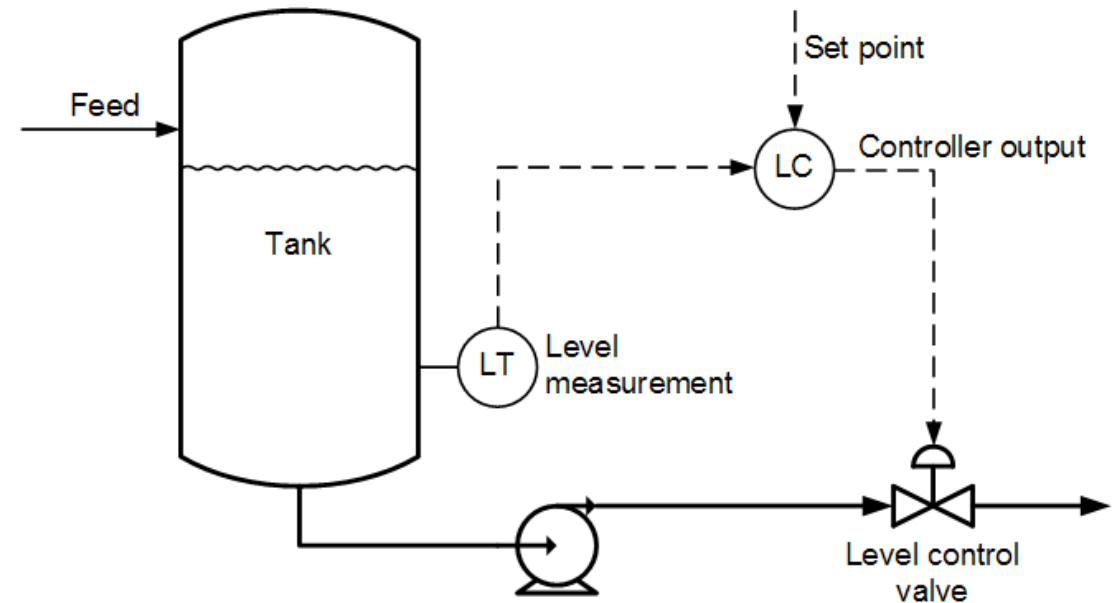 Set point
Feed
LC
Controller output
Tank
LT
Level
measurement
Level control
valve